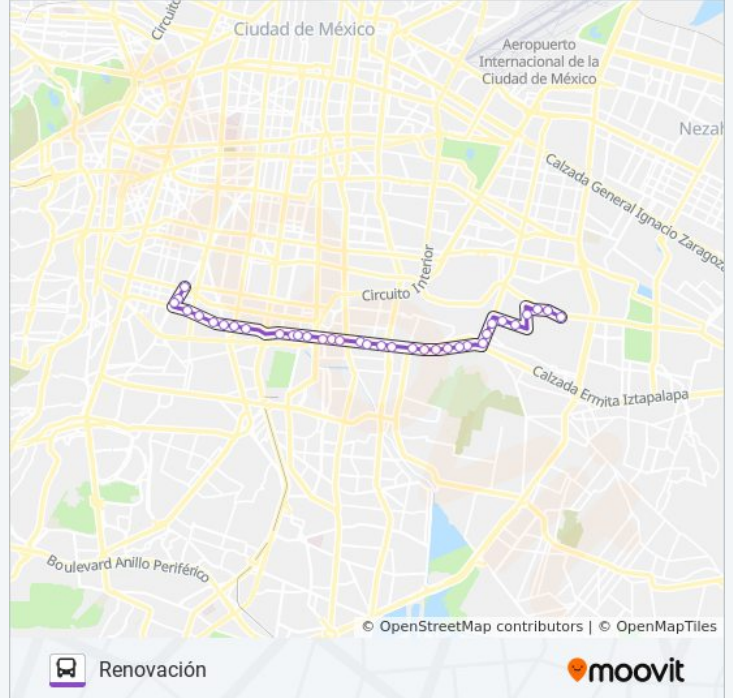 Circuito
Ciudad de México
Aeropuerto
Internacional de la
Ciudad de México
Nezah
Calzada General Ignacio Zaragoza
Circuito Interior
Calzada Ermita Iztapalapa
Boulevard Anillo Periférico
© OpenStreetMap contributors | © OpenMapTiles
Renovación
moovit